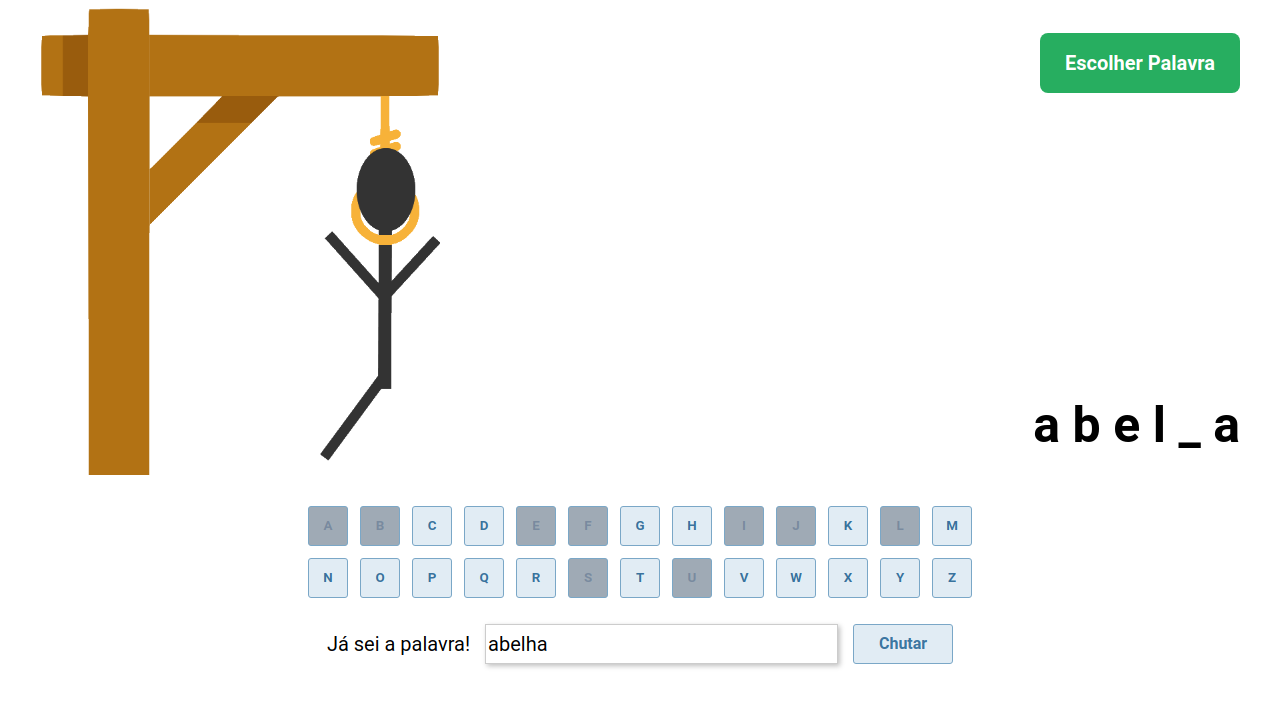 Escolher Palavra
a b e l _ a
A B C D E F G H I J K L M
N O P Q R S T U V W X Y Z
Já sei a palavra! abelha Chutar